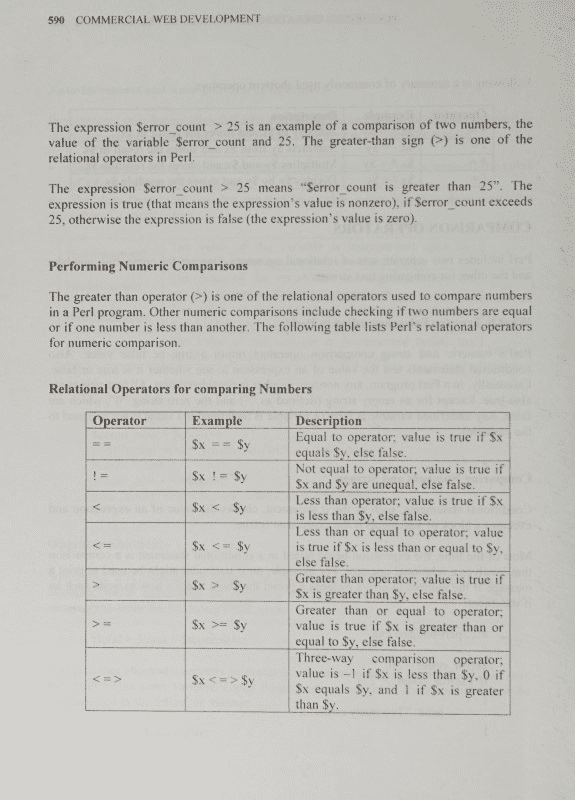 590 COMMERCIAL WEB DEVELOPMENT
The expression $error_count > 25 is an example of a comparison of two numbers, the
value of the variable $error_count and 25. The greater-than sign (>) is one of the
relational operators in Perl.
The expression $error_count > 25 means “$error_count is greater than 25”. The
expression is true (that means the expression’s value is nonzero), if $error_count exceeds
25, otherwise the expression is false (the expression’s value is zero).
Performing Numeric Comparisons
The greater than operator (>) is one of the relational operators used to compare numbers
in a Perl program. Other numeric comparisons include checking if two numbers are equal
or if one number is less than another. The following table lists Perl’s relational operators
for numeric comparison.
Relational Operators for comparing Numbers
Operator Example Description
== $x == $y Equal to operator; value is true if $x
equals $y, else false.
!= $x != $y Not equal to operator; value is true if
$x and $y are unequal, else false.
< $x < $y Less than operator; value is true if $x
is less than $y, else false.
<= $x <= $y Less than or equal to operator; value
is true if $x is less than or equal to $y,
else false.
> $x > $y Greater than operator; value is true if
$x is greater than $y, else false.
>= $x >= $y Greater than or equal to operator;
value is true if $x is greater than or
equal to $y, else false.
<=> $x <=> $y Three-way comparison operator;
value is –1 if $x is less than $y, 0 if
$x equals $y, and 1 if $x is greater
than $y.